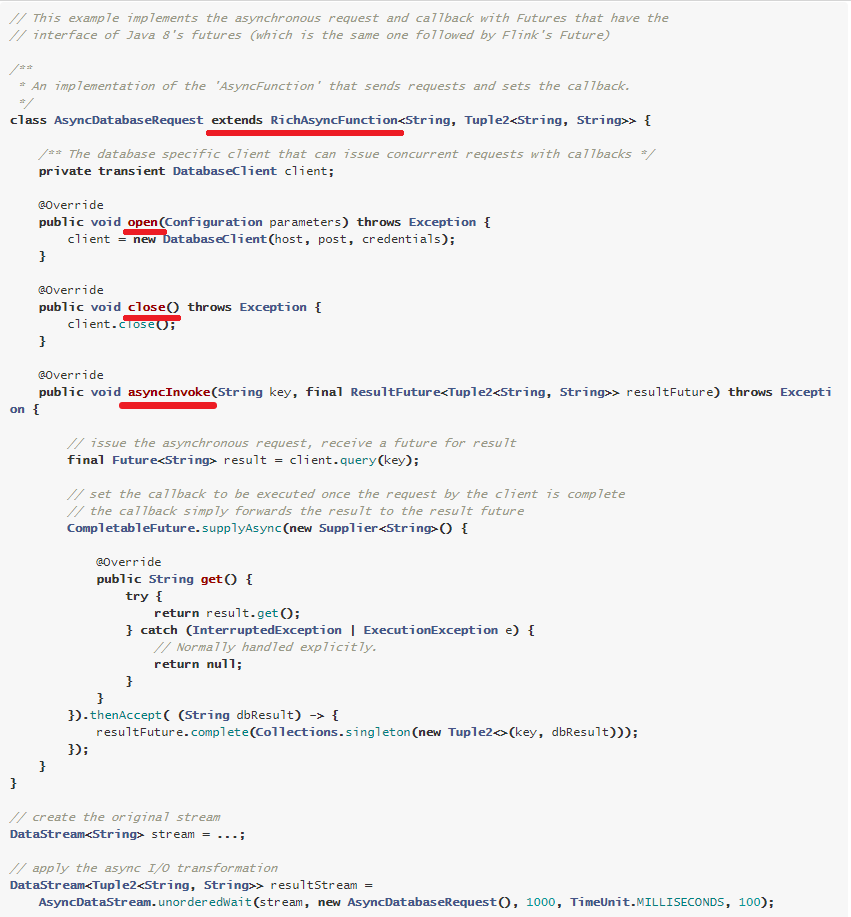 // This example implements the asynchronous request and callback with Futures that have the
// interface of Java 8's futures (which is the same one followed by Flink's Future)
/**
 * An implementation of the 'AsyncFunction' that sends requests and sets the callback.
 */
class AsyncDatabaseRequest extends RichAsyncFunction<String, Tuple2<String, String>> {
    /** The database specific client that can issue concurrent requests with callbacks */
    private transient DatabaseClient client;
    @Override
    public void open(Configuration parameters) throws Exception {
        client = new DatabaseClient(host, post, credentials);
    }
    @Override
    public void close() throws Exception {
        client.close();
    }
    @Override
    public void asyncInvoke(String key, final ResultFuture<Tuple2<String, String>> resultFuture) throws Excepti
on {
        // issue the asynchronous request, receive a future for result
        final Future<String> result = client.query(key);
        // set the callback to be executed once the request by the client is complete
        // the callback simply forwards the result to the result future
        CompletableFuture.supplyAsync(new Supplier<String>() {
            @Override
            public String get() {
                try {
                    return result.get();
                } catch (InterruptedException | ExecutionException e) {
                    // Normally handled explicitly.
                    return null;
                }
            }
        }).thenAccept( (String dbResult) -> {
            resultFuture.complete(Collections.singleton(new Tuple2<>(key, dbResult)));
        });
    }
}
// create the original stream
DataStream<String> stream = ...;
// apply the async I/O transformation
DataStream<Tuple2<String, String>> resultStream =
    AsyncDataStream.unorderedWait(stream, new AsyncDatabaseRequest(), 1000, TimeUnit.MILLISECONDS, 100);